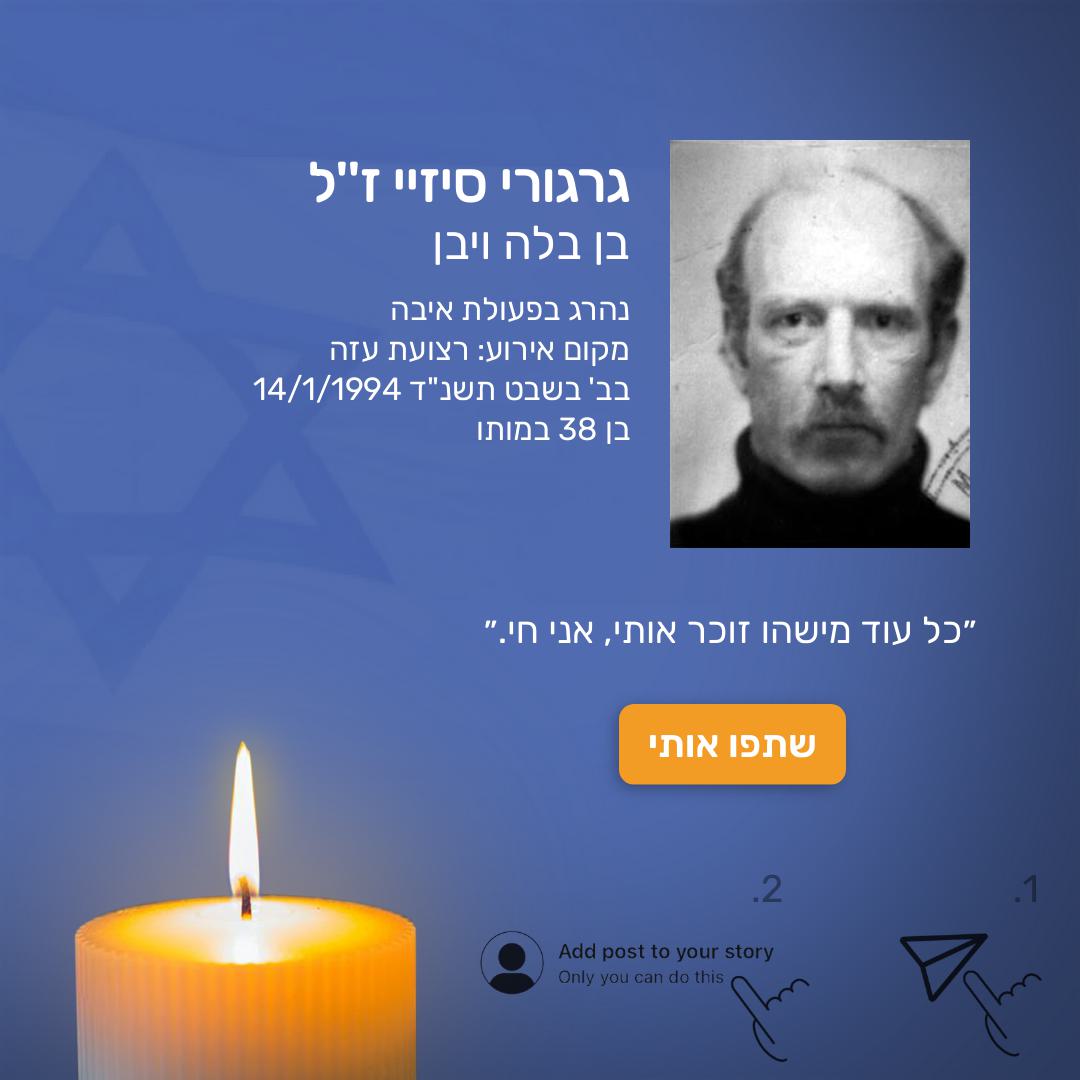 גרגורי סיזיי ז"ל
בן בלה ויבן
נהרג בפעולת איבה
מקום אירוע: רצועת עזה
בב' בשבט תשנ"ד 14/1/1994
בן 38 במותו
״כל עוד מישהו זוכר אותי, אני חי.״
שתפו אותי
1.
2.
Add post to your story
Only you can do this